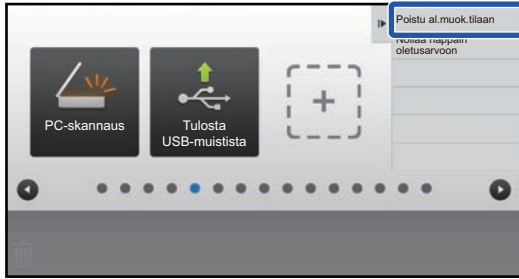 Poistu al.muok.tilaan
Nollaa näppäin
oletusarvoon
PC-skannaus
Tulosta
USB-muistista